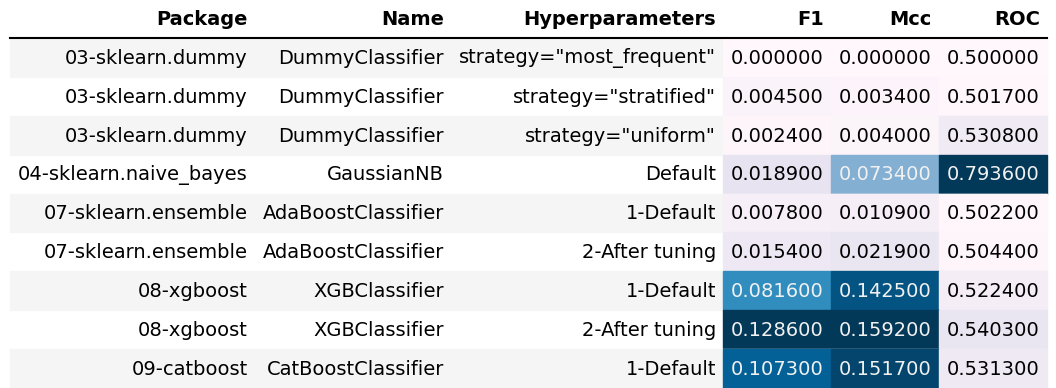 Package Name Hyperparameters F1 Mcc ROC
03-sklearn.dummy DummyClassifier strategy="most_frequent" 0.000000 0.000000 0.500000
03-sklearn.dummy DummyClassifier strategy="stratified" 0.004500 0.003400 0.501700
03-sklearn.dummy DummyClassifier strategy="uniform" 0.002400 0.004000 0.530800
04-sklearn.naive_bayes GaussianNB Default 0.018900 0.073400 0.793600
07-sklearn.ensemble AdaBoostClassifier 1-Default 0.007800 0.010900 0.502200
07-sklearn.ensemble AdaBoostClassifier 2-After tuning 0.015400 0.021900 0.504400
08-xgboost XGBClassifier 1-Default 0.081600 0.142500 0.522400
08-xgboost XGBClassifier 2-After tuning 0.128600 0.159200 0.540300
09-catboost CatBoostClassifier 1-Default 0.107300 0.151700 0.531300